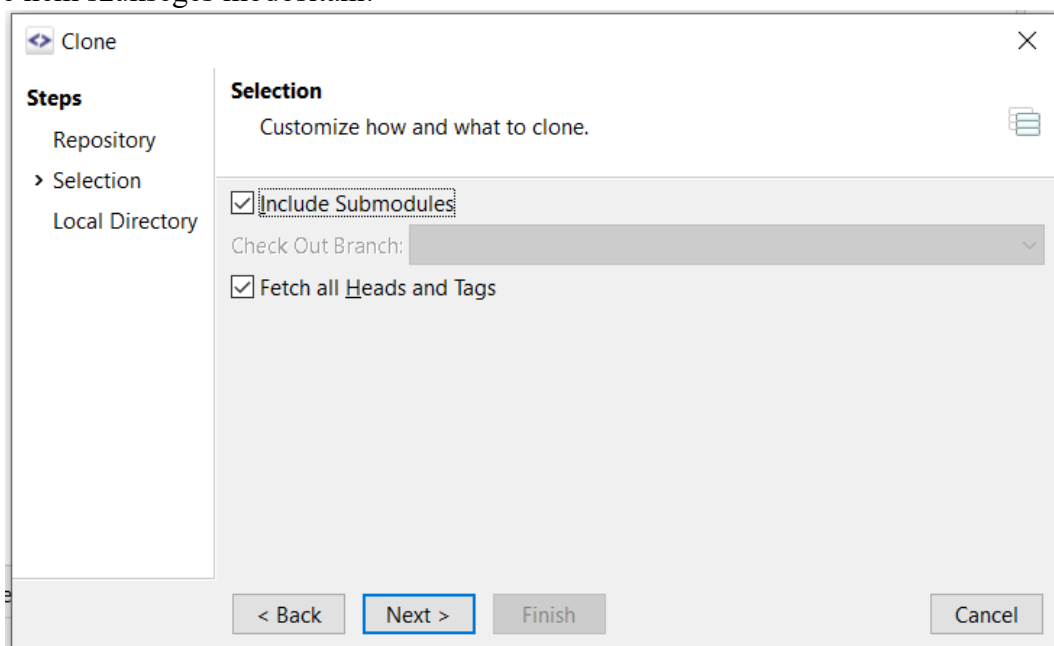 Clone
Steps
Repository
Selection
Local Directory
Selection
Customize how and what to clone.
Include Submodules
Check Out Branch:
Fetch all Heads and Tags
< Back
Next >
Finish
Cancel